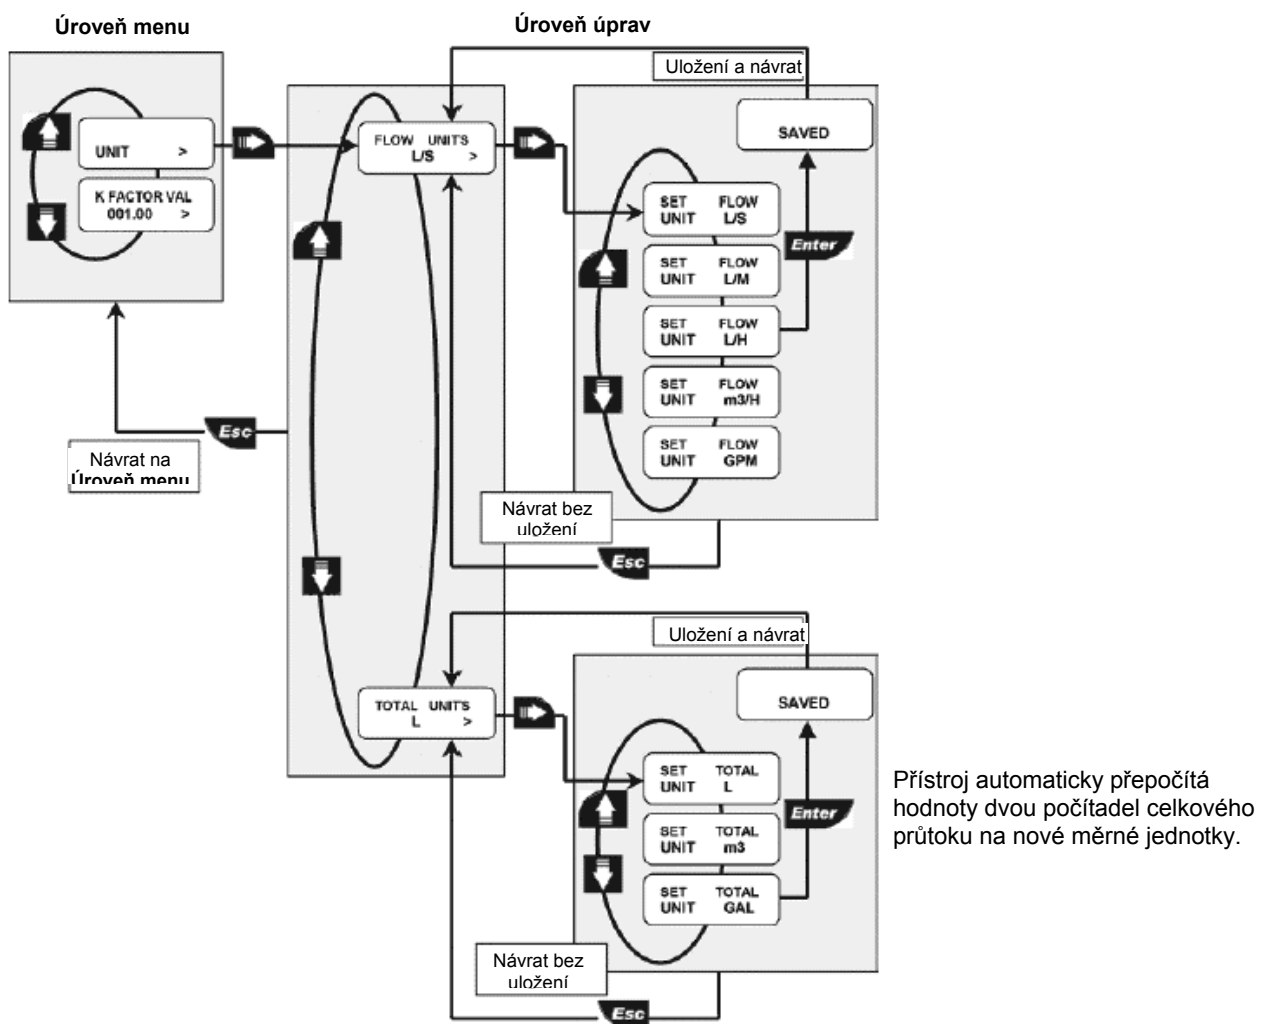 Úroveň menu
Úroveň úprav
Uložení a návrat
SAVED
UNIT >
K FACTOR VAL
001.00 >
FLOW UNITS
L/S >
SET FLOW
UNIT L/S
Enter
SET FLOW
UNIT L/M
SET FLOW
UNIT L/H
SET FLOW
UNIT m3/H
SET FLOW
UNIT GPM
Esc
Návrat na
Úroveň menu
Návrat bez
uložení
Esc
Uložení a návrat
TOTAL UNITS
L >
SAVED
SET TOTAL
UNIT L
Enter
SET TOTAL
UNIT m3
SET TOTAL
UNIT GAL
Přístroj automaticky přepočítá
hodnoty dvou počítadel celkového
průtoku na nové měrné jednotky.
Návrat bez
uložení
Esc